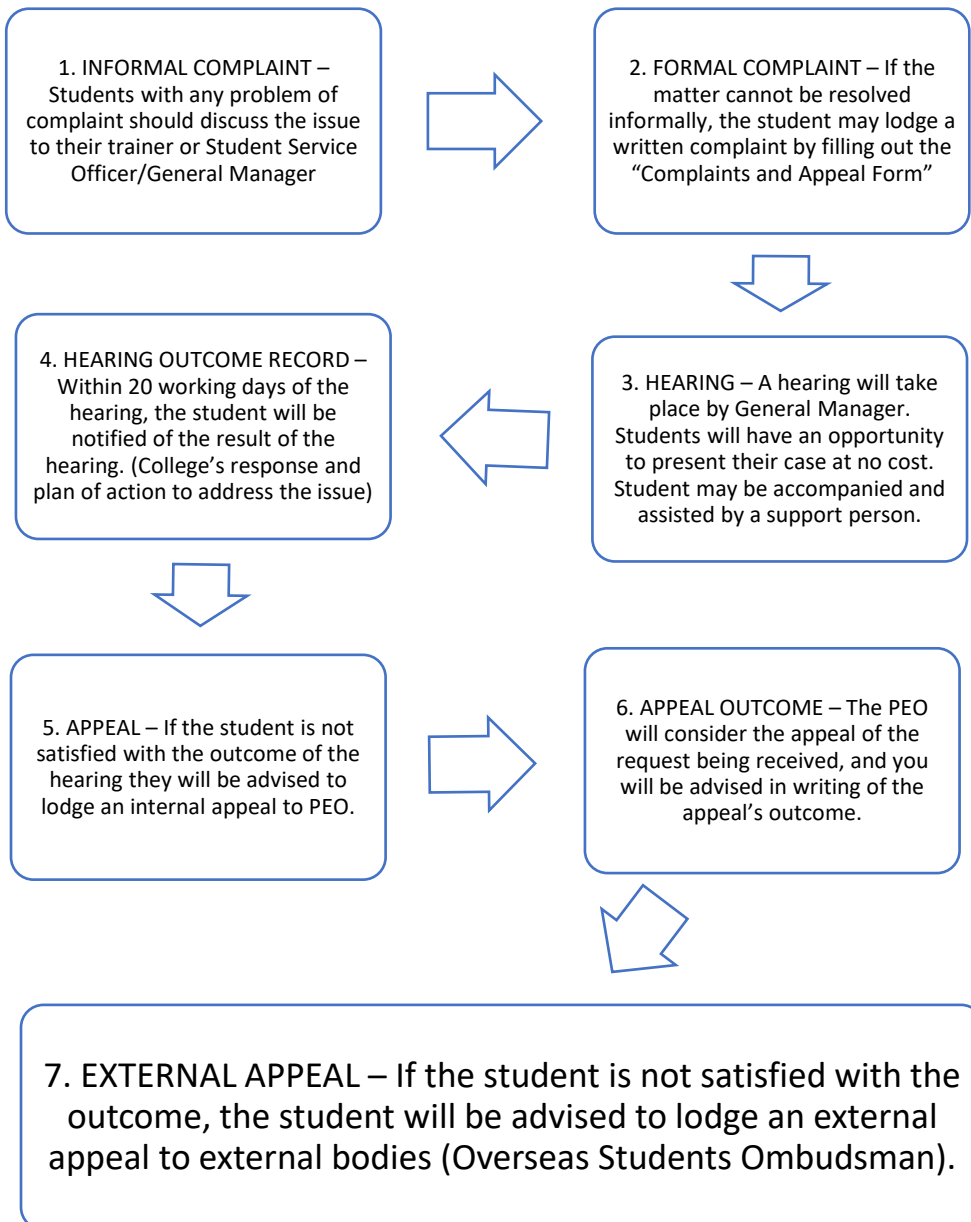 1. INFORMAL COMPLAINT –
Students with any problem of
complaint should discuss the issue
to their trainer or Student Service
Officer/General Manager
2. FORMAL COMPLAINT – If the
matter cannot be resolved
informally, the student may lodge a
written complaint by filling out the
“Complaints and Appeal Form”
3. HEARING – A hearing will take
place by General Manager.
Students will have an opportunity
to present their case at no cost.
Student may be accompanied and
assisted by a support person.
4. HEARING OUTCOME RECORD –
Within 20 working days of the
hearing, the student will be
notified of the result of the
hearing. (College’s response and
plan of action to address the issue)
5. APPEAL – If the student is not
satisfied with the outcome of the
hearing they will be advised to
lodge an internal appeal to PEO.
6. APPEAL OUTCOME – The PEO
will consider the appeal of the
request being received, and you
will be advised in writing of the
appeal’s outcome.
7. EXTERNAL APPEAL – If the student is not satisfied with the
outcome, the student will be advised to lodge an external
appeal to external bodies (Overseas Students Ombudsman).